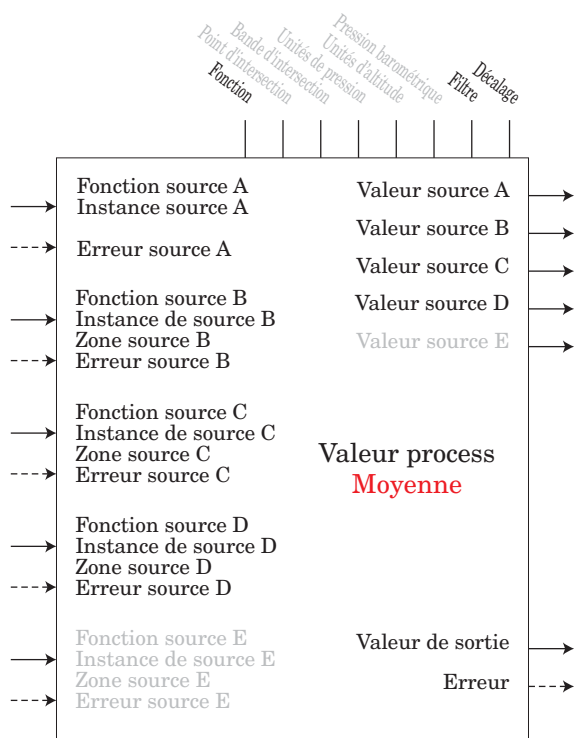 Fonction
Point d'intersection
Bande d'intersection
Unités de pression
Unités d'altitude
Pression barométrique
Filtre
Décalage
Fonction source A
Instance source A
Erreur source A
Fonction source B
Instance de source B
Zone source B
Erreur source B
Fonction source C
Instance de source C
Zone source C
Erreur source C
Fonction source D
Instance de source D
Zone source D
Erreur source D
Fonction source E
Instance de source E
Zone source E
Erreur source E
Valeur source A
Valeur source B
Valeur source C
Valeur source D
Valeur source E
Valeur process
Moyenne
Valeur de sortie
Erreur